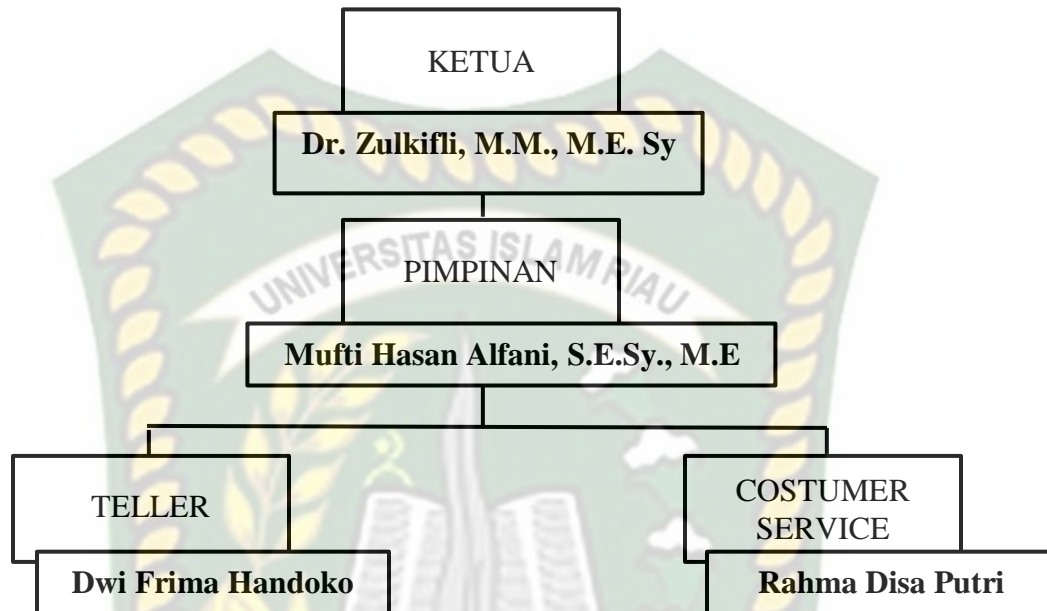 KETUA
Dr. Zulkifli, M.M., M.E. Sy
UNIVERSITAS ISLAM RIAU
PIMPINAN
Mufti Hasan Alfani, S.E.Sy., M.E
TELLER
Dwi Frima Handoko
COSTUMER
SERVICE
Rahma Disa Putri